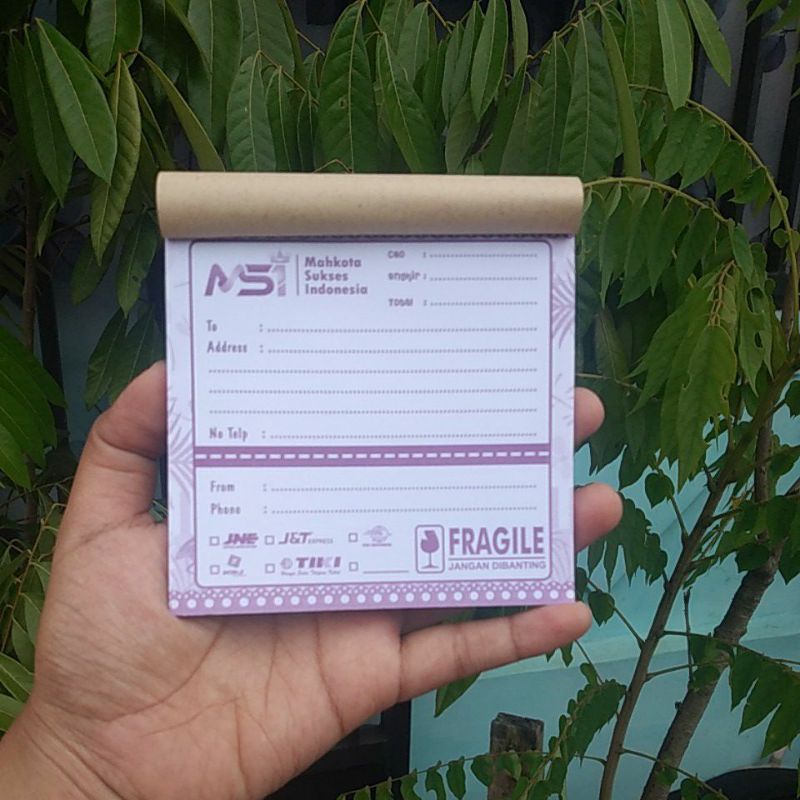 MSI
Mahkota
Sukses
Indonesia
COD :
ongkir :
Total :
To :
Address :
No Telp :
From :
Phone :
JNE
J&T EXPRESS
TIKI
FRAGILE
JANGAN DIBANTING